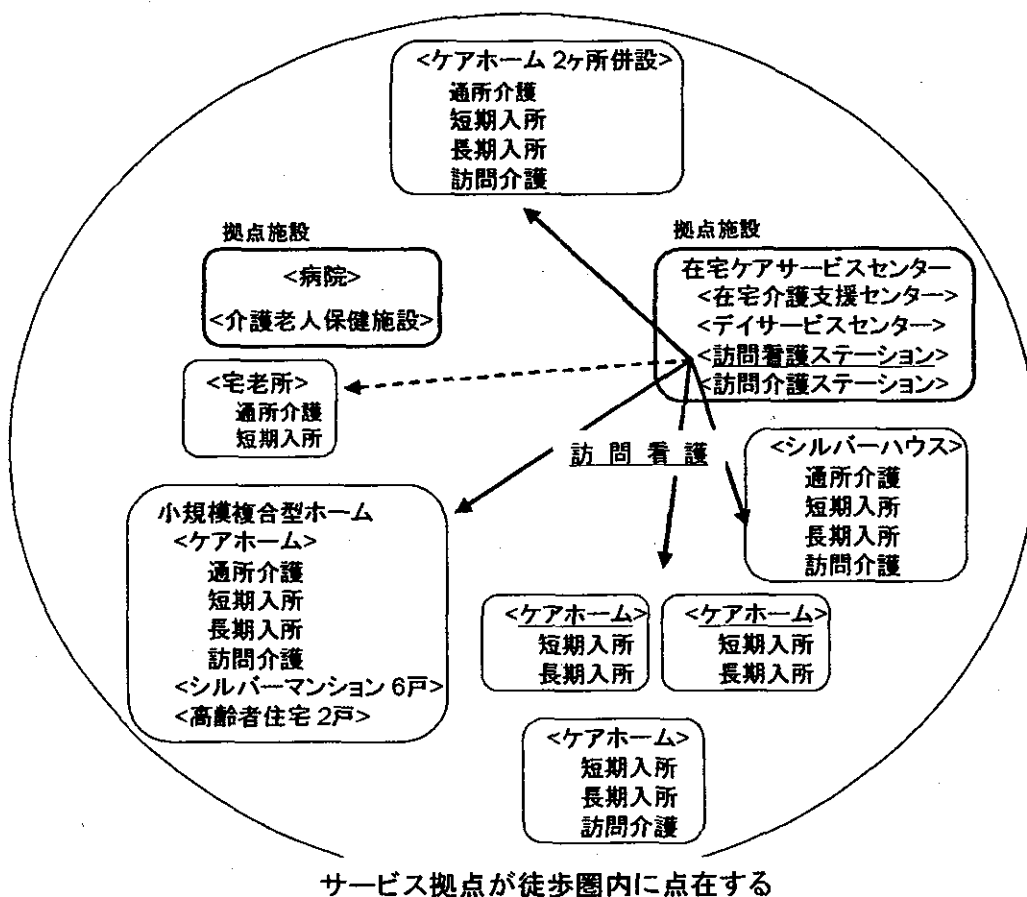 <ケアホーム 2ヶ所併設>
通所介護
短期入所
長期入所
訪問介護
拠点施設
<病院>
<介護老人保健施設>
拠点施設
在宅ケアサービスセンター
<在宅介護支援センター>
<デイサービスセンター>
<訪問看護ステーション>
<訪問介護ステーション>
<宅老所>
通所介護
短期入所
訪問看護
<シルバーハウス>
通所介護
短期入所
長期入所
訪問介護
小規模複合型ホーム
<ケアホーム>
通所介護
短期入所
長期入所
訪問介護
<シルバーマンション 6戸>
<高齢者住宅 2戸>
<ケアホーム>
短期入所
長期入所
<ケアホーム>
短期入所
長期入所
<ケアホーム>
短期入所
長期入所
訪問介護
サービス拠点が徒歩圏内に点在する